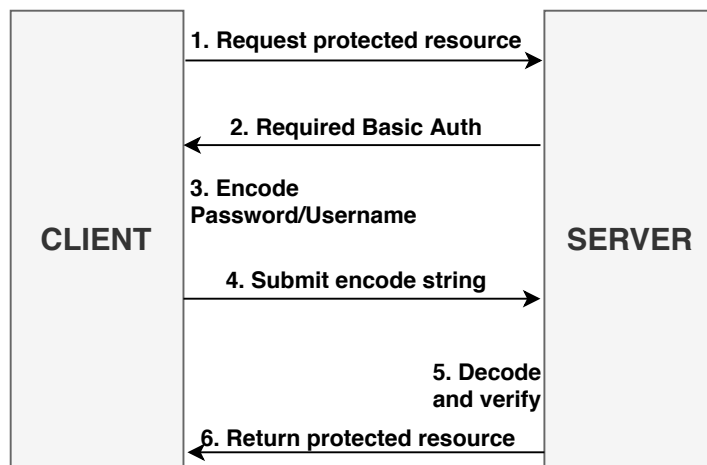 1. Request protected resource
2. Required Basic Auth
3. Encode
Password/Username
CLIENT
SERVER
4. Submit encode string
5. Decode
and verify
6. Return protected resource